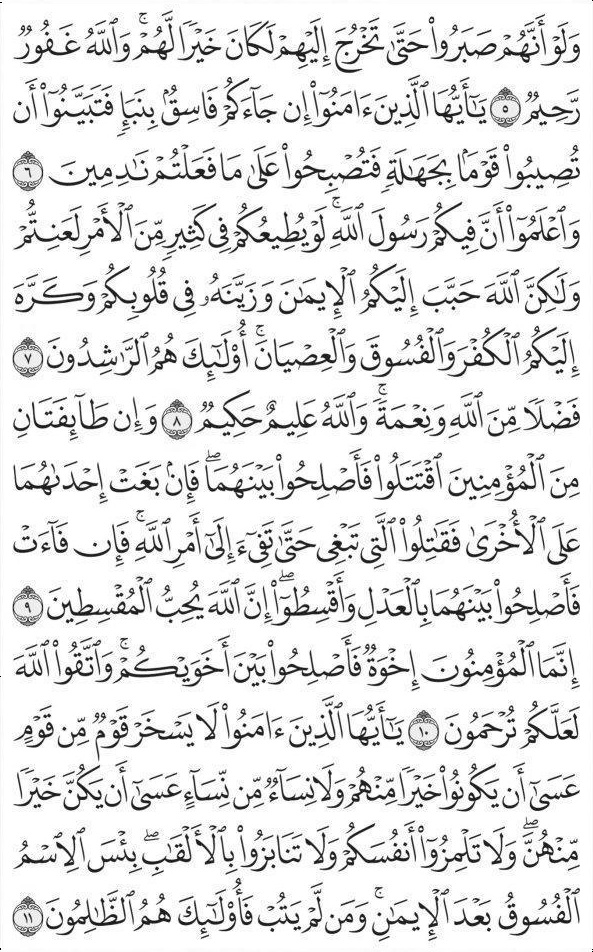 وَلَوْ أَنَّهُمْ صَبَرُوا۟ حَتَّىٰ تَخْرُجَ إِلَيْهِمْ لَكَانَ خَيْرًا لَّهُمْ ۚ وَٱللَّهُ غَفُورٌ
رَّحِيمٌ ٥ يَـٰٓأَيُّهَا ٱلَّذِينَ ءَامَنُوٓا۟ إِن جَآءَكُمْ فَاسِقٌۢ بِنَبَإٍ فَتَبَيَّنُوٓا۟ أَن
تُصِيبُوا۟ قَوْمًۢا بِجَهَـٰلَةٍ فَتُصْبِحُوا۟ عَلَىٰ مَا فَعَلْتُمْ نَـٰدِمِينَ ٦
وَٱعْلَمُوٓا۟ أَنَّ فِيكُمْ رَسُولَ ٱللَّهِ ۚ لَوْ يُطِيعُكُمْ فِى كَثِيرٍ مِّنَ ٱلْأَمْرِ لَعَنِتُّمْ
وَلَـٰكِنَّ ٱللَّهَ حَبَّبَ إِلَيْكُمُ ٱلْإِيمَـٰنَ وَزَيَّنَهُۥ فِى قُلُوبِكُمْ وَكَرَّهَ
إِلَيْكُمُ ٱلْكُفْرَ وَٱلْفُسُوقَ وَٱلْعِصْيَانَ ۚ أُو۟لَـٰٓئِكَ هُمُ ٱلرَّٰشِدُونَ ٧
فَضْلًا مِّنَ ٱللَّهِ وَنِعْمَةً ۚ وَٱللَّهُ عَلِيمٌ حَكِيمٌ ٨ وَإِن طَآئِفَتَانِ
مِنَ ٱلْمُؤْمِنِينَ ٱقْتَتَلُوا۟ فَأَصْلِحُوا۟ بَيْنَهُمَا ۖ فَإِنۢ بَغَتْ إِحْدَىٰهُمَا
عَلَى ٱلْأُخْرَىٰ فَقَـٰتِلُوا۟ ٱلَّتِى تَبْغِى حَتَّىٰ تَفِىٓءَ إِلَىٰٓ أَمْرِ ٱللَّهِ ۚ فَإِن فَآءَتْ
فَأَصْلِحُوا۟ بَيْنَهُمَا بِٱلْعَدْلِ وَأَقْسِطُوٓا۟ ۖ إِنَّ ٱللَّهَ يُحِبُّ ٱلْمُقْسِطِينَ ٩
إِنَّمَا ٱلْمُؤْمِنُونَ إِخْوَةٌ فَأَصْلِحُوا۟ بَيْنَ أَخَوَيْكُمْ ۚ وَٱتَّقُوا۟ ٱللَّهَ
لَعَلَّكُمْ تُرْحَمُونَ ١٠ يَـٰٓأَيُّهَا ٱلَّذِينَ ءَامَنُوا۟ لَا يَسْخَرْ قَوْمٌ مِّن قَوْمٍ
عَسَىٰٓ أَن يَكُونُوا۟ خَيْرًا مِّنْهُمْ وَلَا نِسَآءٌ مِّن نِّسَآءٍ عَسَىٰٓ أَن يَكُنَّ خَيْرًا
مِّنْهُنَّ ۖ وَلَا تَلْمِزُوٓا۟ أَنفُسَكُمْ وَلَا تَنَابَزُوا۟ بِٱلْأَلْقَـٰبِ ۖ بِئْسَ ٱلِٱسْمُ
ٱلْفُسُوقُ بَعْدَ ٱلْإِيمَـٰنِ ۚ وَمَن لَّمْ يَتُبْ فَأُو۟لَـٰٓئِكَ هُمُ ٱلظَّـٰلِمُونَ ١١